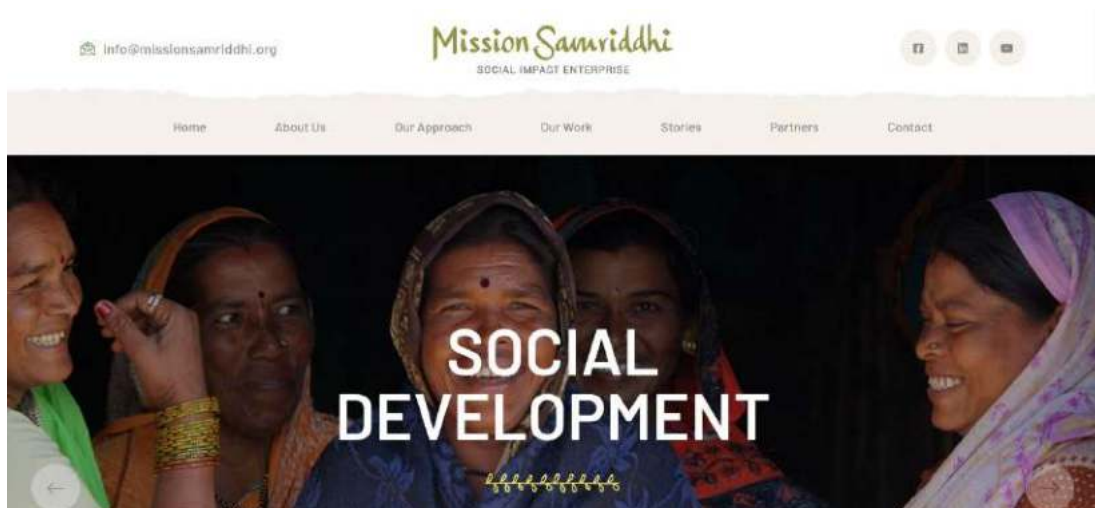 info@missionsamriddhi.org
Mission Samriddhi
SOCIAL IMPACT ENTERPRISE
Home About Us Our Approach Our Work Stories Partners Contact
SOCIAL
DEVELOPMENT